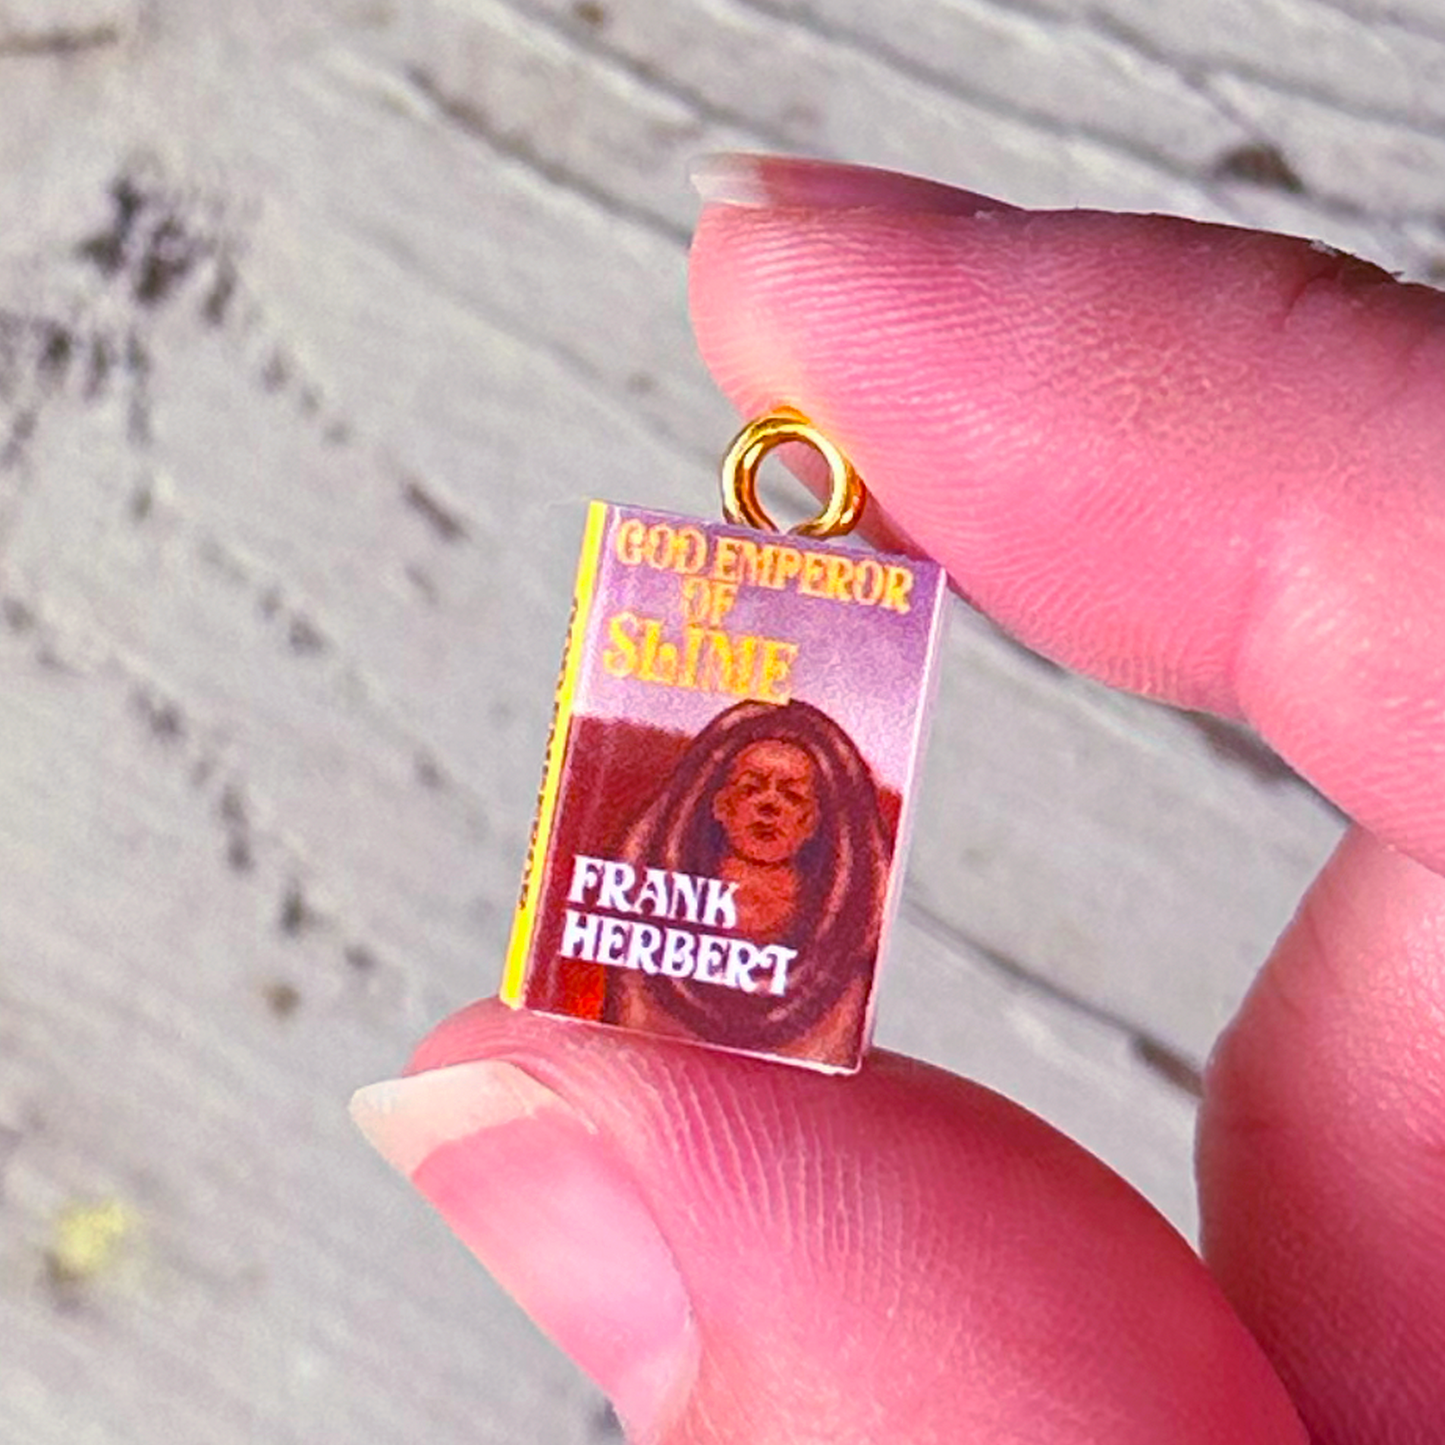 GOD EMPEROR
OF
SLIME
FRANK
HERBERT